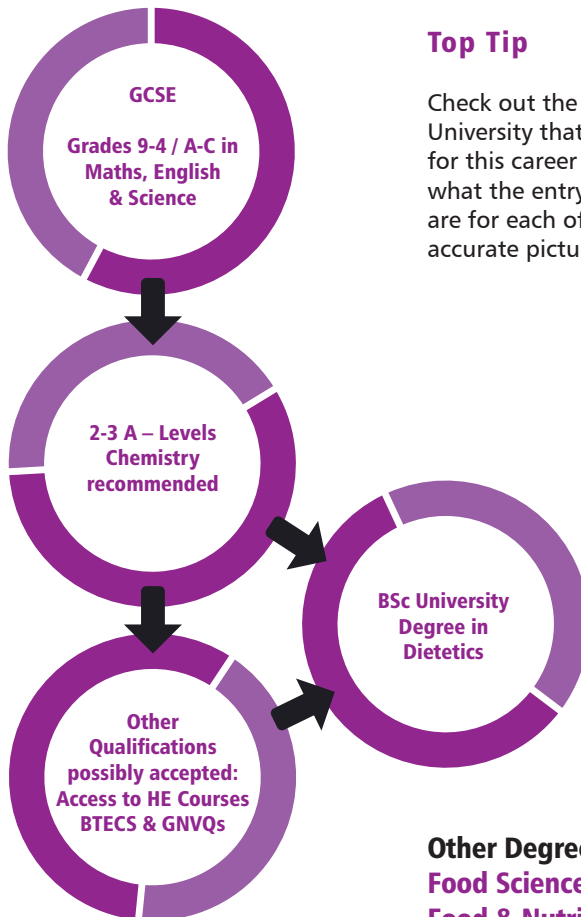 GCSE
Grades 9-4 / A-C in
Maths, English
& Science
Top Tip
Check out the
University that
for this career
what the entry
are for each of
accurate pictu
2-3 A – Levels
Chemistry
recommended
BSc University
Degree in
Dietetics
Other
Qualifications
possibly accepted:
Access to HE Courses
BTECS & GNVQs
Other Degree
Food Science
Food & Nutri